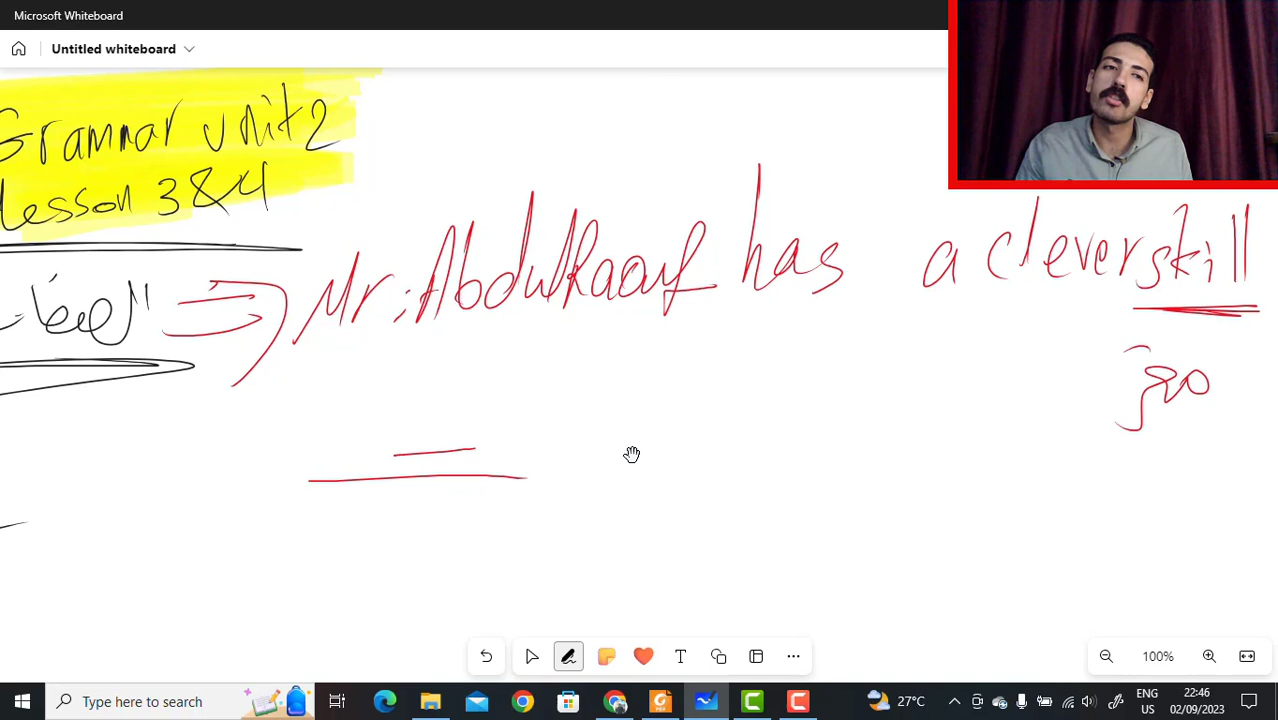 Microsoft Whiteboard
Untitled whiteboard
Grammar unit 2
Lesson 3 & 4
Mr: Abdulkaaf has a clever skill
100%
Type here to search
27°C
ENG
US
22:46
02/09/2023